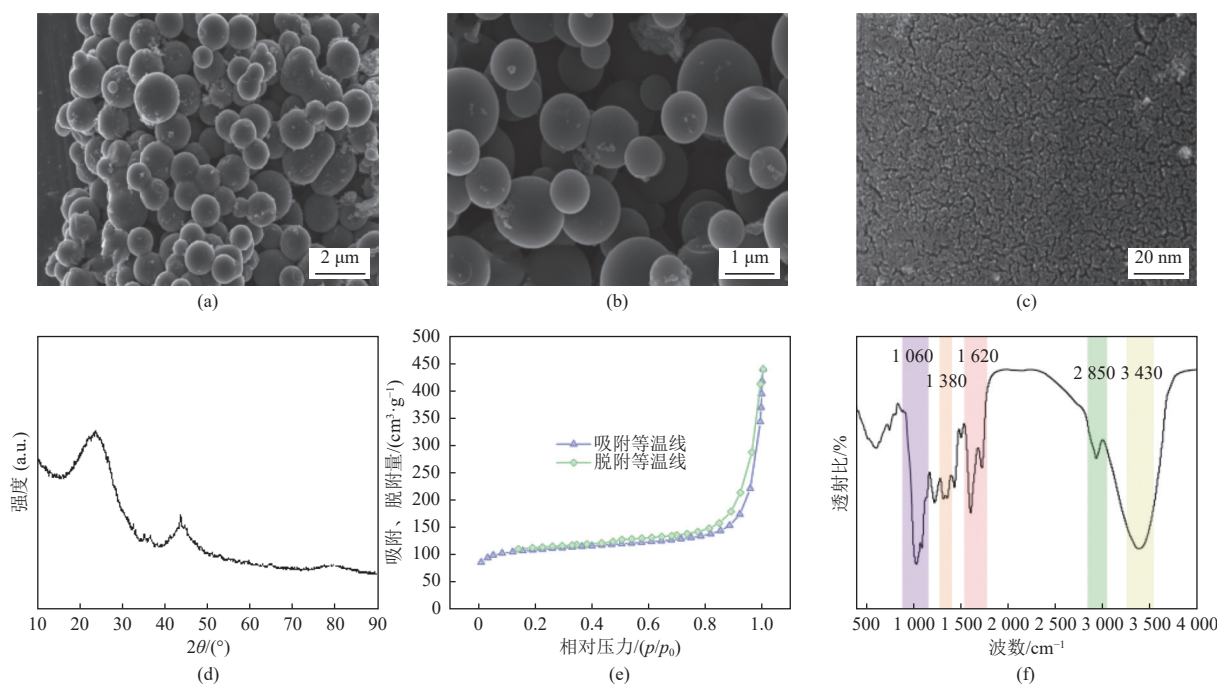 2 μm
1 μm
20 nm
(a)
(b)
(c)
强度 (a.u.)
10 20 30 40 50 60 70 80 90
2θ/(°)
(d)
吸附、脱附量/(cm³·g⁻¹)
500
450
400
350
300
250
200
150
100
50
0
吸附等温线
脱附等温线
0 0.2 0.4 0.6 0.8 1.0
相对压力/(p/p₀)
(e)
透射比/%
1 060
1 380
1 620
2 850
3 430
500 1 000 1 500 2 000 2 500 3 000 3 500 4 000
波数/cm⁻¹
(f)